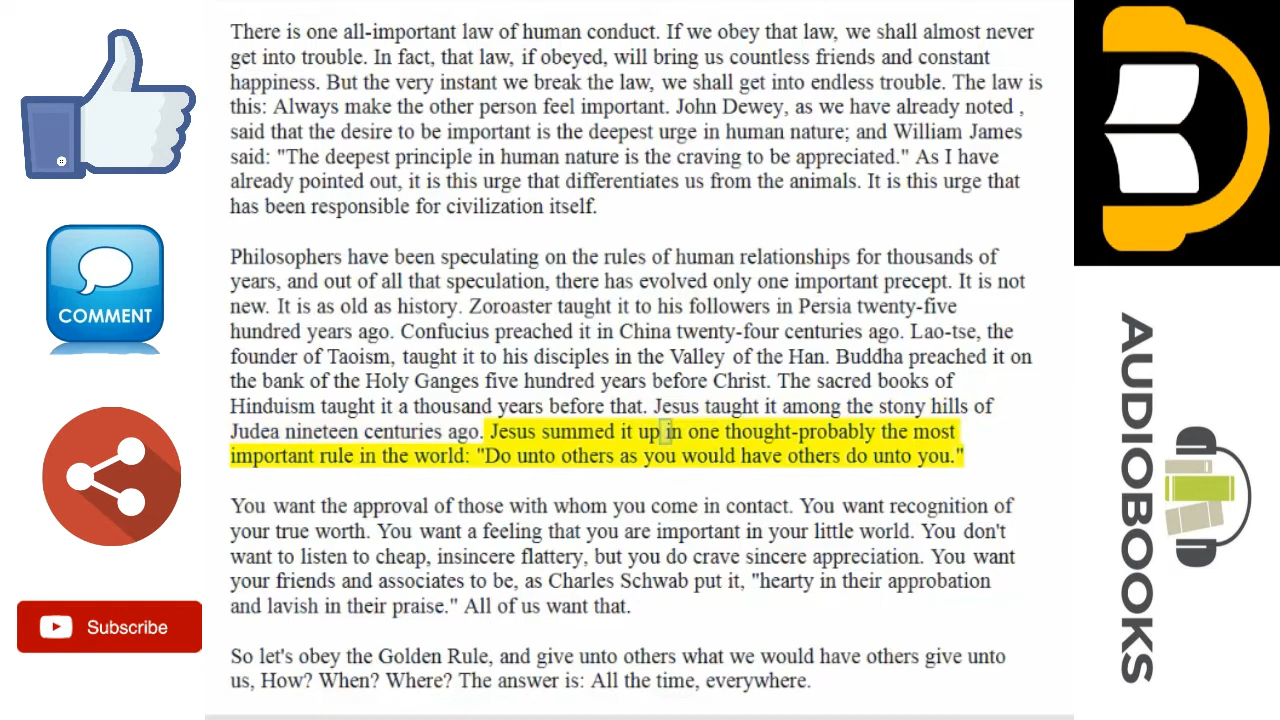 There is one all-important law of human conduct. If we obey that law, we shall almost never
get into trouble. In fact, that law, if obeyed, will bring us countless friends and constant
happiness. But the very instant we break the law, we shall get into endless trouble. The law is
this: Always make the other person feel important. John Dewey, as we have already noted ,
said that the desire to be important is the deepest urge in human nature; and William James
said: "The deepest principle in human nature is the craving to be appreciated." As I have
already pointed out, it is this urge that differentiates us from the animals. It is this urge that
has been responsible for civilization itself.
Philosophers have been speculating on the rules of human relationships for thousands of
years, and out of all that speculation, there has evolved only one important precept. It is not
new. It is as old as history. Zoroaster taught it to his followers in Persia twenty-five
hundred years ago. Confucius preached it in China twenty-four centuries ago. Lao-tse, the
founder of Taoism, taught it to his disciples in the Valley of the Han. Buddha preached it on
the bank of the Holy Ganges five hundred years before Christ. The sacred books of
Hinduism taught it a thousand years before that. Jesus taught it among the stony hills of
Judea nineteen centuries ago. Jesus summed it up in one thought-probably the most
important rule in the world: "Do unto others as you would have others do unto you."
You want the approval of those with whom you come in contact. You want recognition of
your true worth. You want a feeling that you are important in your little world. You don't
want to listen to cheap, insincere flattery, but you do crave sincere appreciation. You want
your friends and associates to be, as Charles Schwab put it, "hearty in their approbation
and lavish in their praise." All of us want that.
So let's obey the Golden Rule, and give unto others what we would have others give unto
us, How? When? Where? The answer is: All the time, everywhere.
COMMENT
Subscribe
AUDIOBOOKS